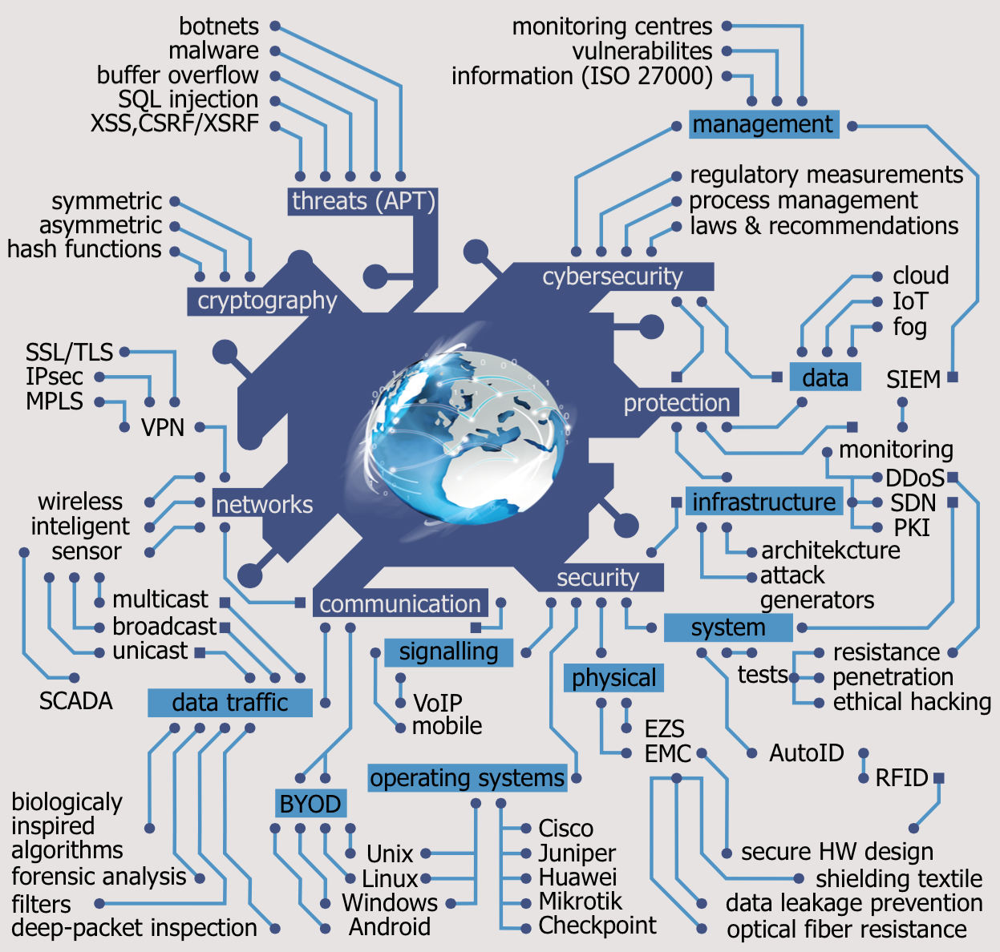 botnets
malware
buffer overflow
SQL injection
XSS,CSRF/XSRF
threats (APT)
monitoring centres
vulnerabilites
information (ISO 27000)
management
regulatory measurements
process management
laws & recommendations
cybersecurity
symmetric
asymmetric
hash functions
cryptography
cloud
IoT
fog
data
SIEM
protection
SSL/TLS
IPsec
MPLS
VPN
monitoring
DDoS
SDN
PKI
infrastructure
architekcture
attack
generators
networks
wireless
inteligent
sensor
multicast
broadcast
unicast
SCADA
data traffic
communication
signalling
VoIP
mobile
security
system
physical
tests
resistance
penetration
ethical hacking
EZS
EMC
AutoID
RFID
operating systems
BYOD
biologicaly
inspired
algorithms
forensic analysis
filters
deep-packet inspection
Unix
Linux
Windows
Android
Cisco
Juniper
Huawei
Mikrotik
Checkpoint
secure HW design
shielding textile
data leakage prevention
optical fiber resistance